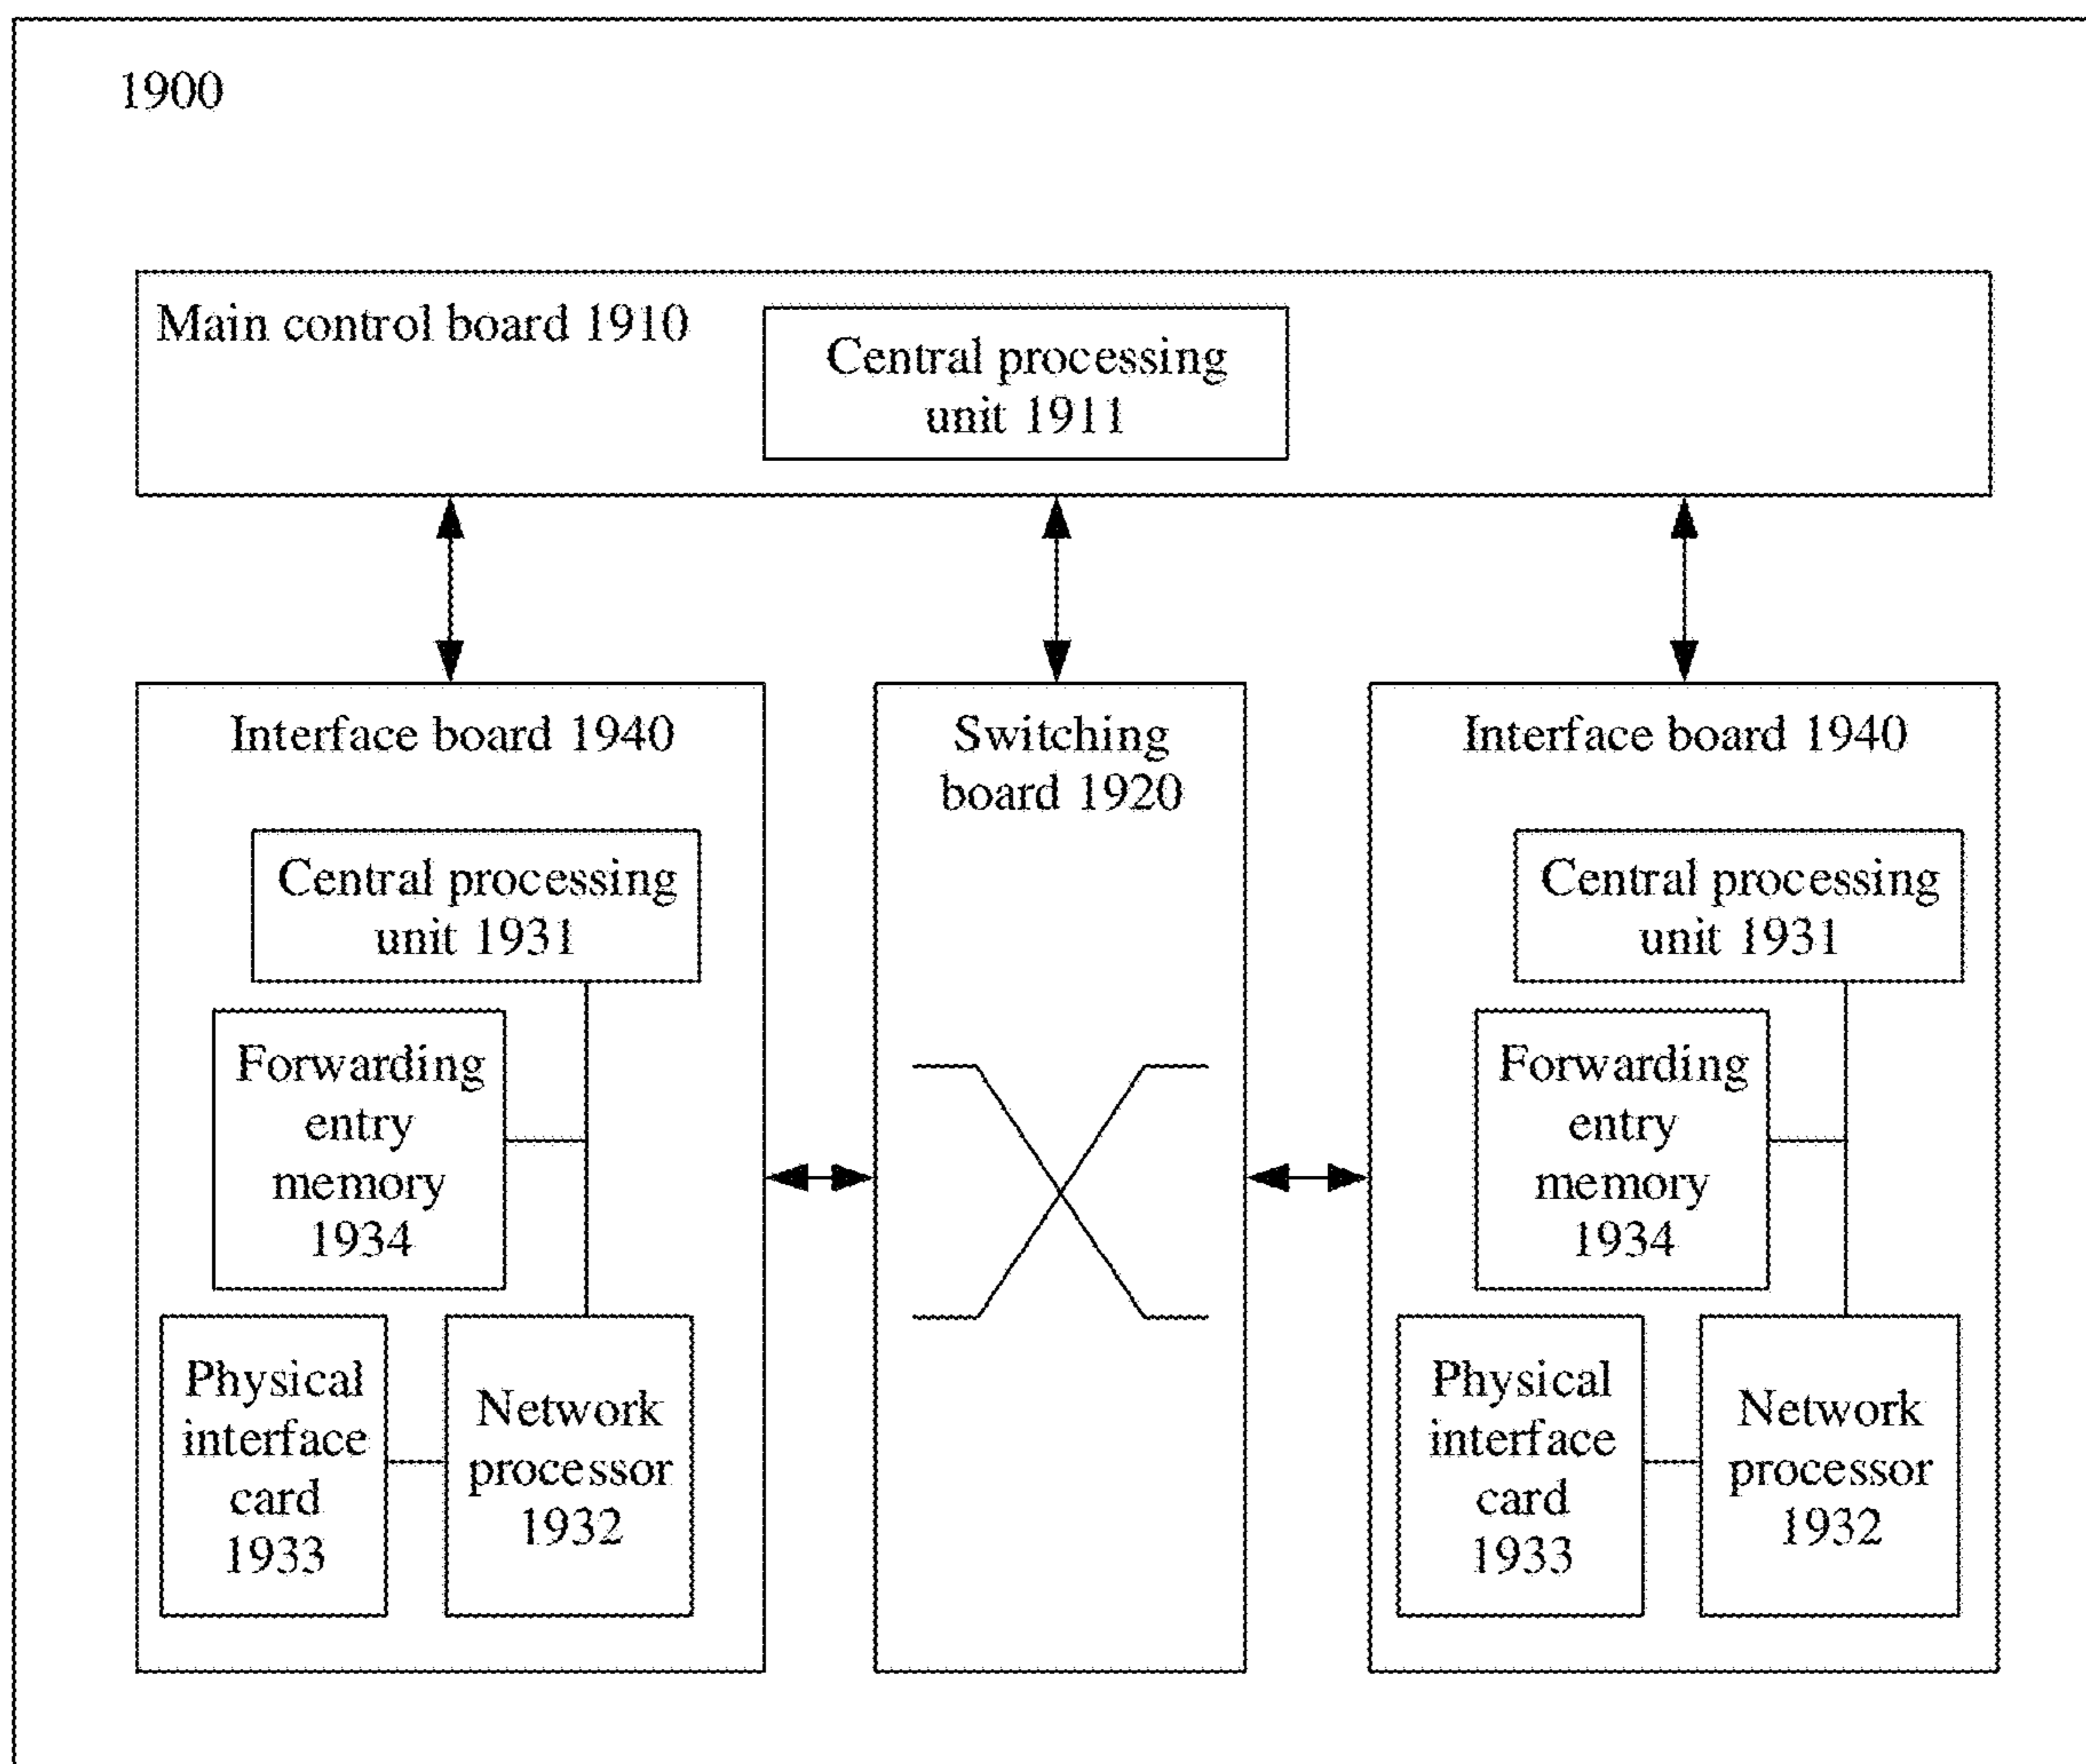 1900
Main control board 1910
Central processing
unit 1911
Interface board 1940
Central processing
unit 1931
Forwarding
entry
memory
1934
Physical
interface
card
1933
Network
processor
1932
Switching
board 1920
Interface board 1940
Central processing
unit 1931
Forwarding
entry
memory
1934
Physical
interface
card
1933
Network
processor
1932